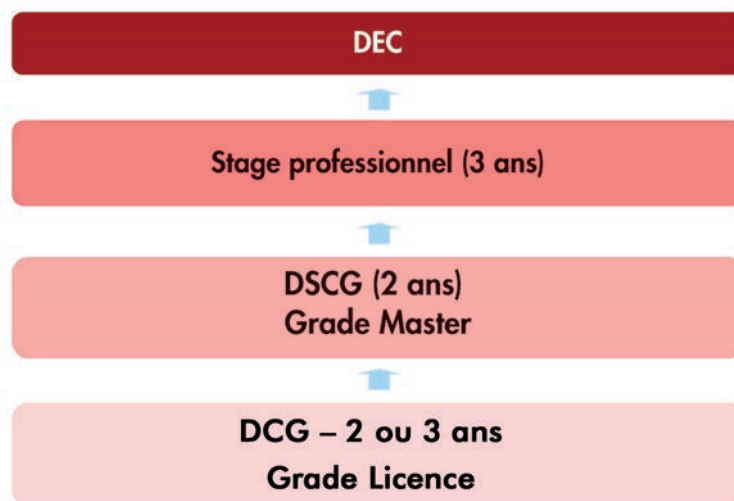 DEC
Stage professionnel (3 ans)
DSCG (2 ans)
Grade Master
DCG – 2 ou 3 ans
Grade Licence